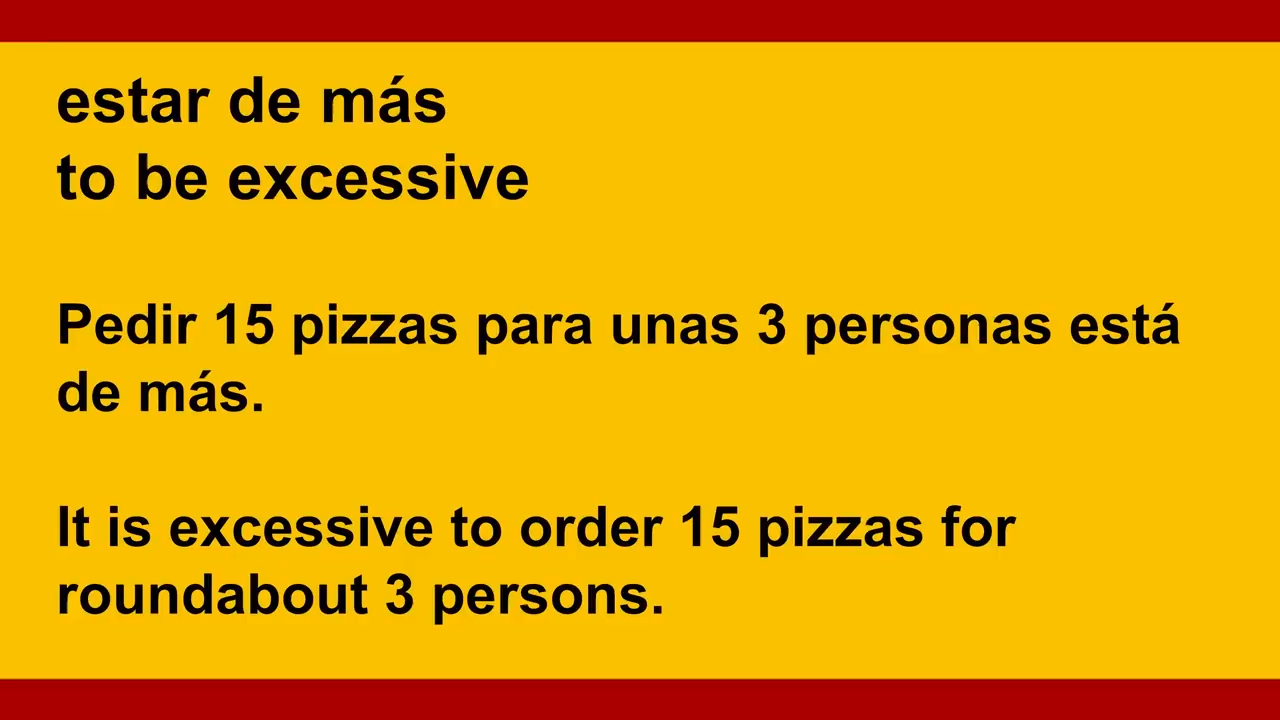 estar de más
to be excessive
Pedir 15 pizzas para unas 3 personas está
de más.
It is excessive to order 15 pizzas for
roundabout 3 persons.